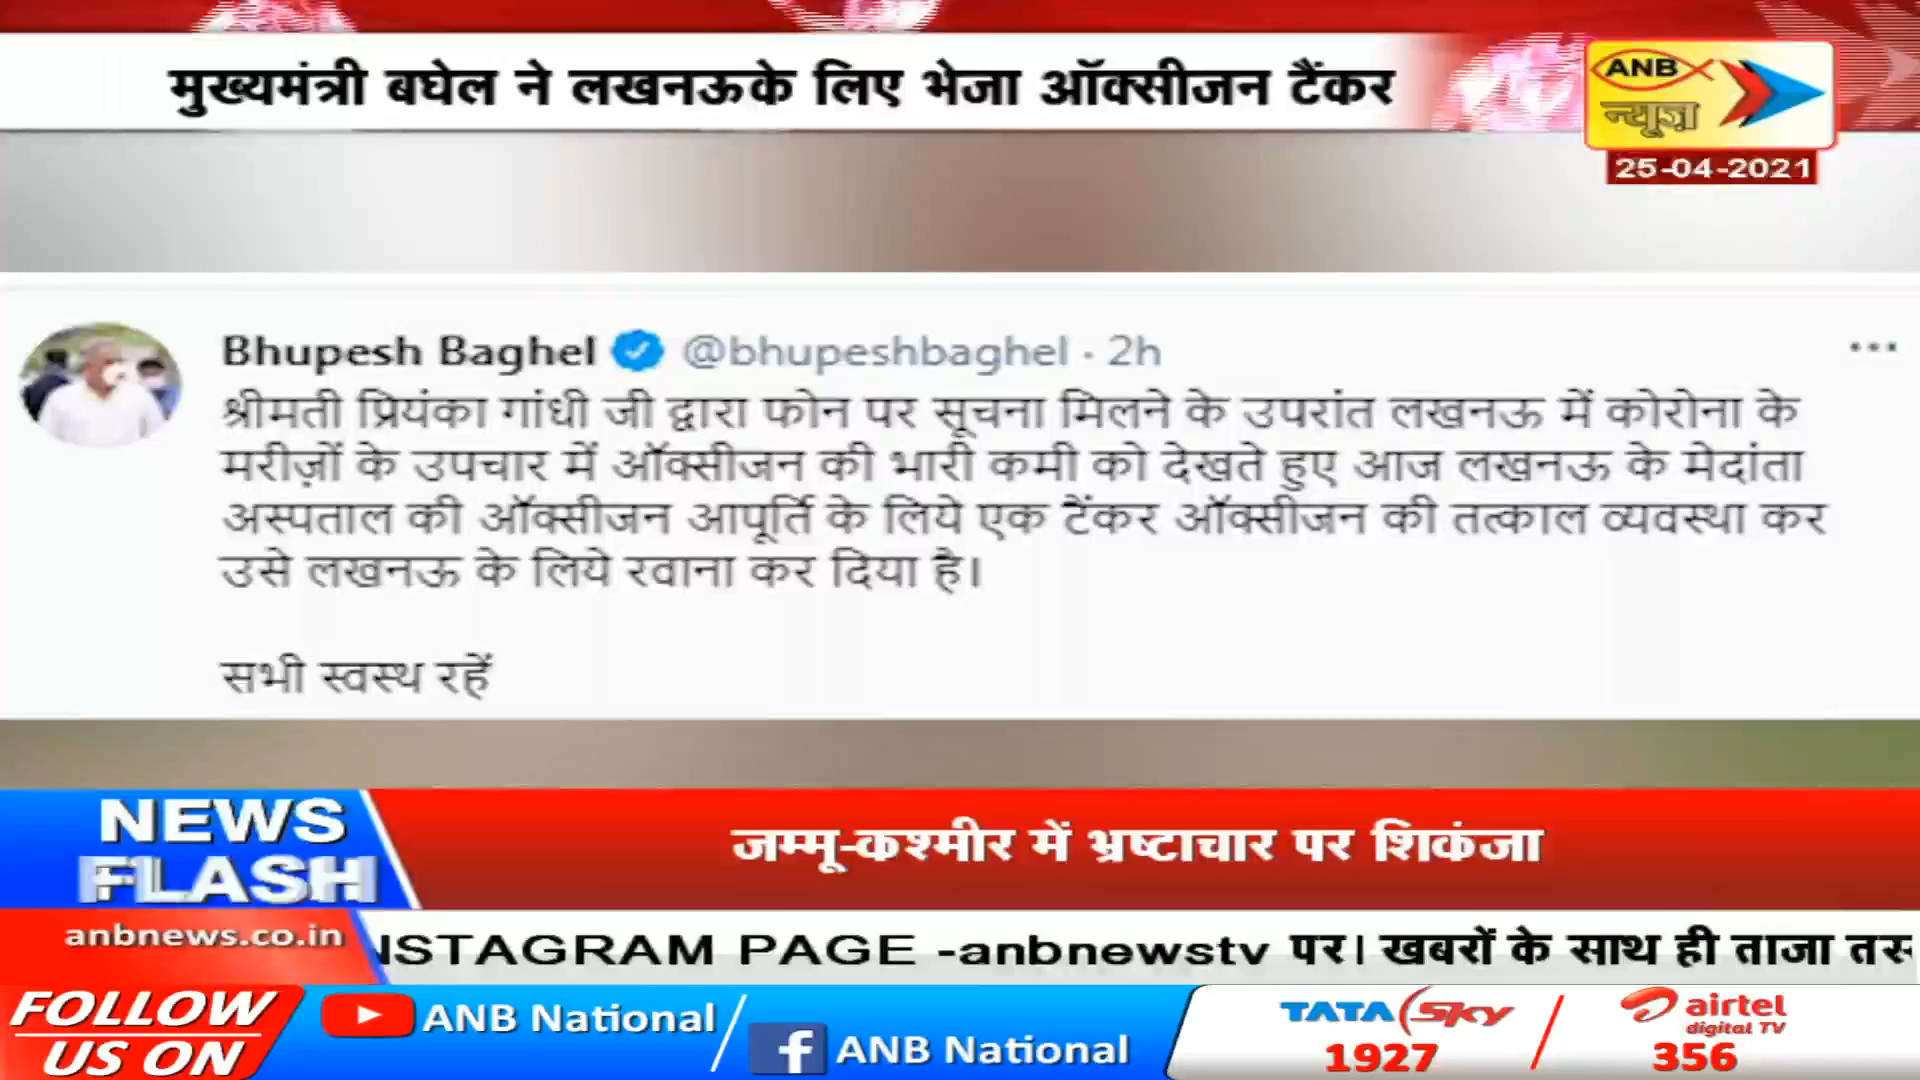 मुख्यमंत्री बघेल ने लखनऊके लिए भेजा ऑक्सीजन टैंकर
ANB
न्यूज़
25-04-2021
Bhupesh Baghel @bhupeshbaghel · 2h
श्रीमती प्रियंका गांधी जी द्वारा फोन पर सूचना मिलने के उपरांत लखनऊ में कोरोना के
मरीज़ों के उपचार में ऑक्सीजन की भारी कमी को देखते हुए आज लखनऊ के मेदांता
अस्पताल की ऑक्सीजन आपूर्ति के लिये एक टैंकर ऑक्सीजन की तत्काल व्यवस्था कर
उसे लखनऊ के लिये रवाना कर दिया है।
सभी स्वस्थ रहें
NEWS
FLASH
जम्मू-कश्मीर में भ्रष्टाचार पर शिकंजा
anbnews.co.in
NSTAGRAM PAGE -anbnewstv पर। खबरों के साथ ही ताजा तस्
FOLLOW
US ON
ANB National
ANB National
TATA Sky
1927
airtel
digital TV
356